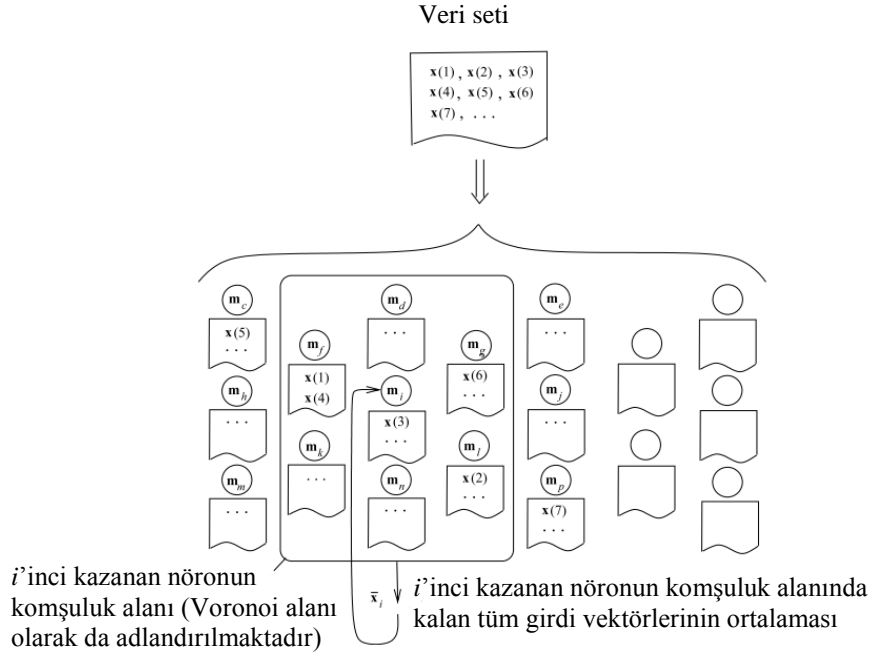 Veri seti
x(1), x(2), x(3)
x(4), x(5), x(6)
x(7), ...
m_c
x(5)
...
m_h
...
m_m
...
m_f
x(1)
x(4)
m_k
...
m_d
...
m_i
x(3)
...
m_n
...
m_g
x(6)
...
m_l
x(2)
...
m_e
...
m_j
...
m_p
x(7)
...
i’inci kazanan nöronun
komşuluk alanı (Voronoi alanı
olarak da adlandırılmaktadır)
x̄_i
i’inci kazanan nöronun komşuluk alanında
kalan tüm girdi vektörlerinin ortalaması